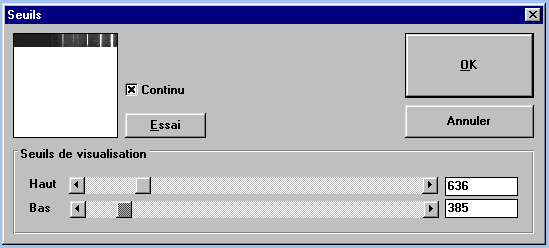 Seuils
OK
Continu
Essai
Annuler
Seuils de visualisation
Haut
636
Bas
385